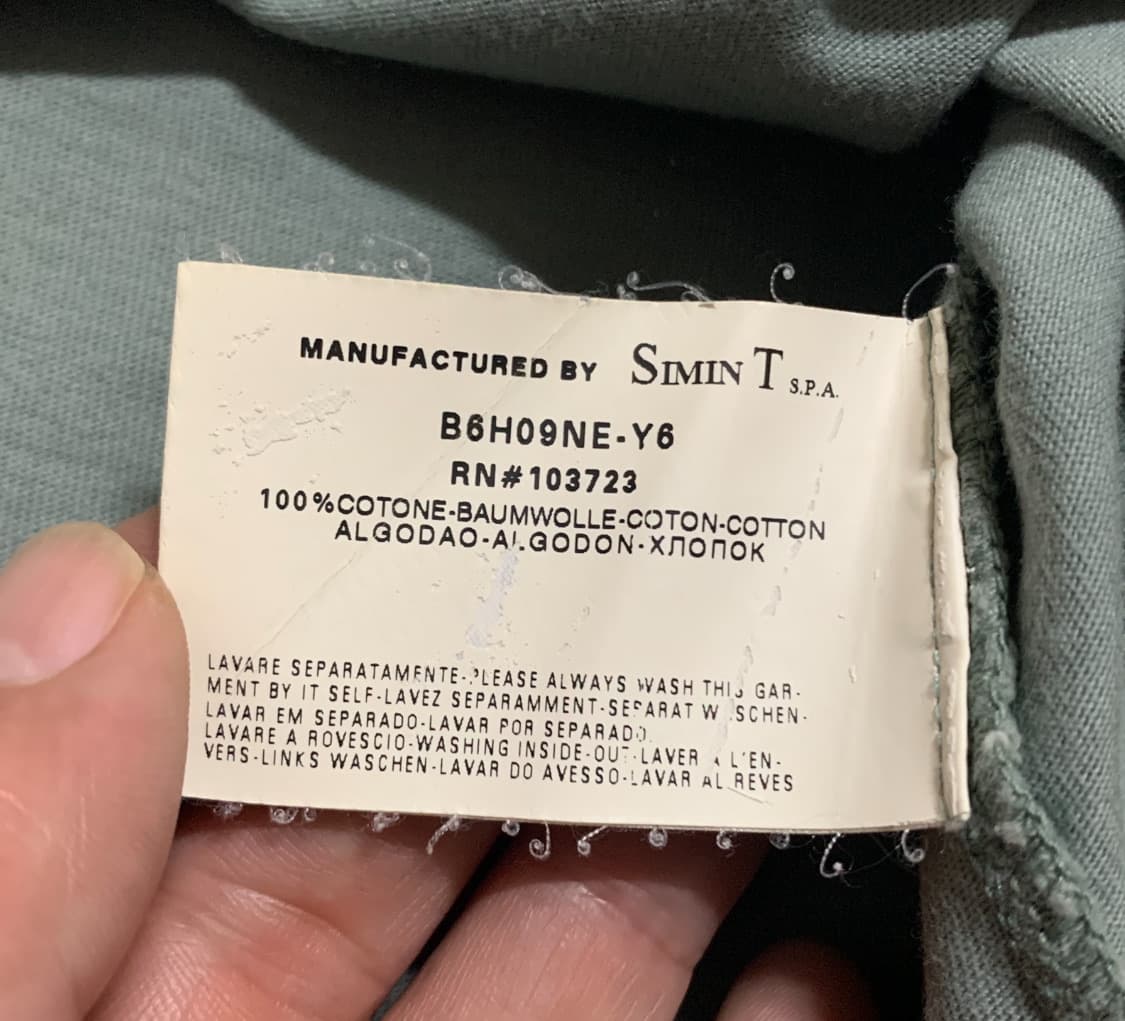 MANUFACTURED BY SIMIN T S.P.A.
B6H09NE-Y6
RN#103723
100%COTONE-BAUMWOLLE-COTON-COTTON
ALGODAO-ALGODON-ХЛОПОК
LAVARE SEPARATAMENTE-PLEASE ALWAYS WASH THIS GAR-
MENT BY IT SELF-LAVEZ SEPARAMMENT-SEPARAT WASCHEN-
LAVAR EM SEPARADO-LAVAR POR SEPARADO.
LAVARE A ROVESCIO-WASHING INSIDE-OUT-LAVER A L'EN-
VERS-LINKS WASCHEN-LAVAR DO AVESSO-LAVAR AL REVES